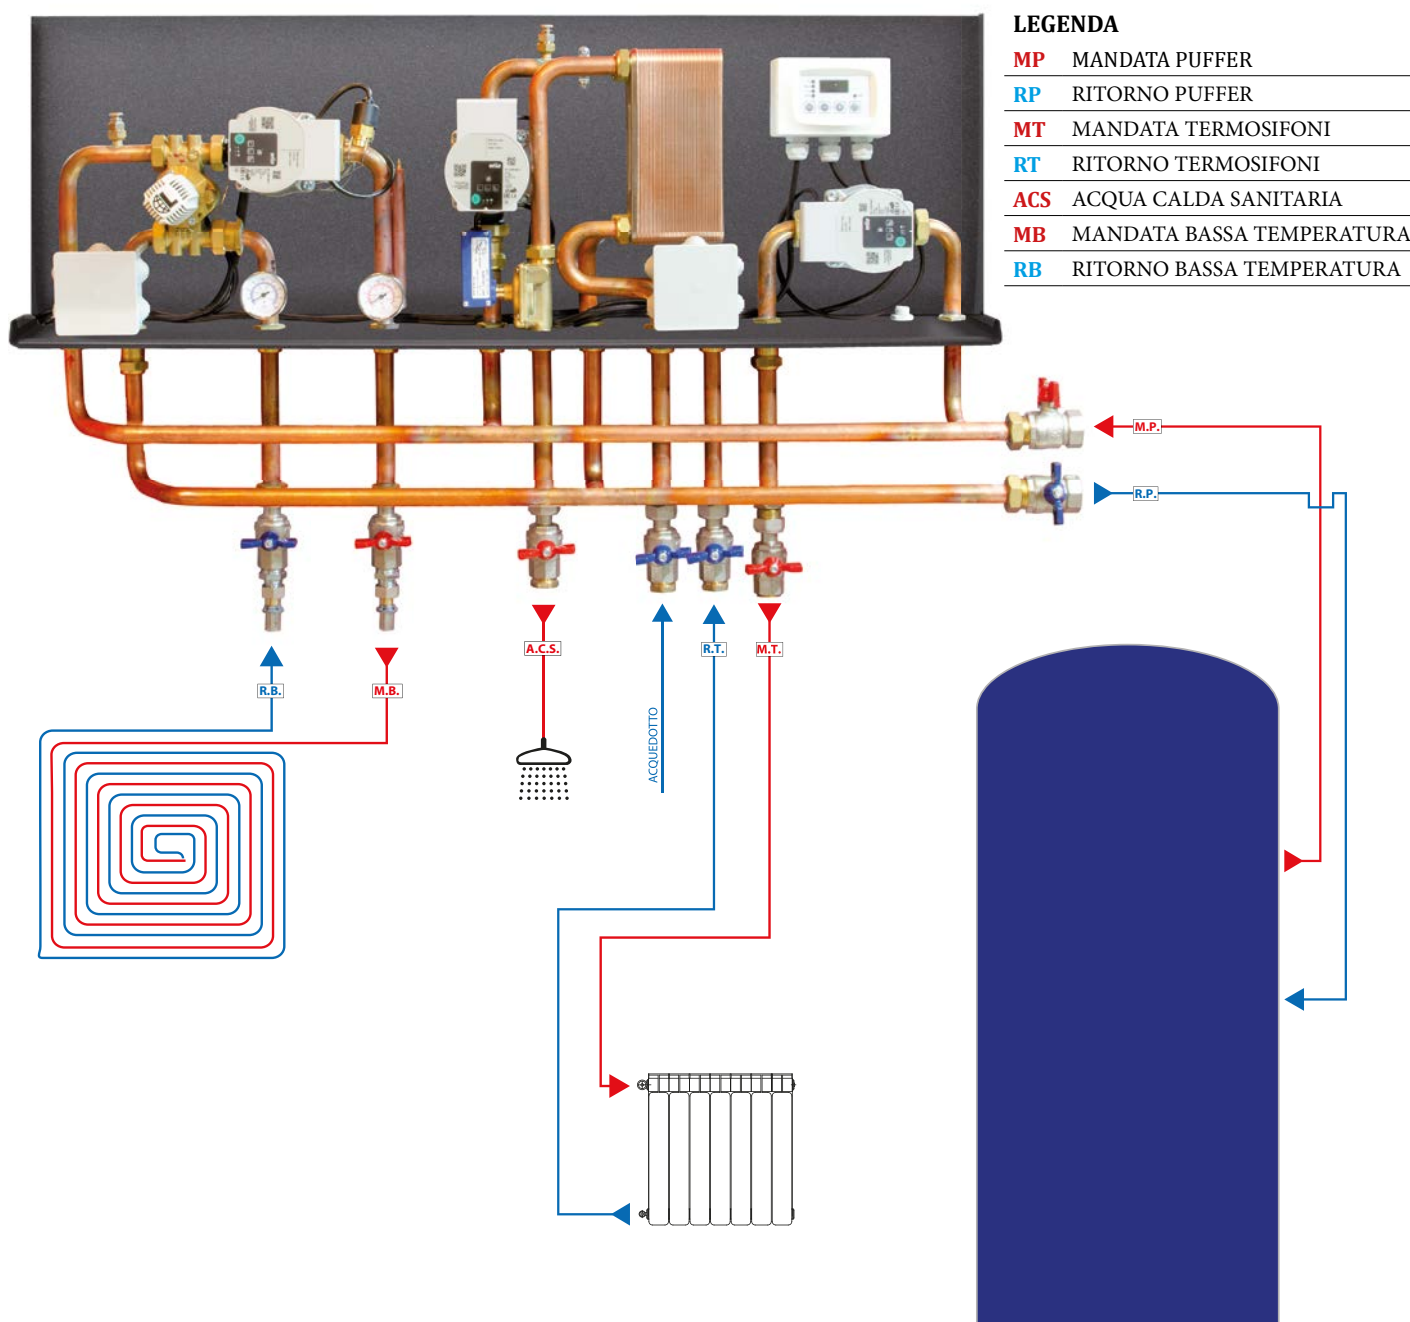 LEGENDA
MP MANDATA PUFFER
RP RITORNO PUFFER
MT MANDATA TERMOSIFONI
RT RITORNO TERMOSIFONI
ACS ACQUA CALDA SANITARIA
MB MANDATA BASSA TEMPERATURA
RB RITORNO BASSA TEMPERATURA
M.P.
R.P.
A.C.S.
R.T.
M.T.
R.B.
M.B.
ACQUEDOTTO